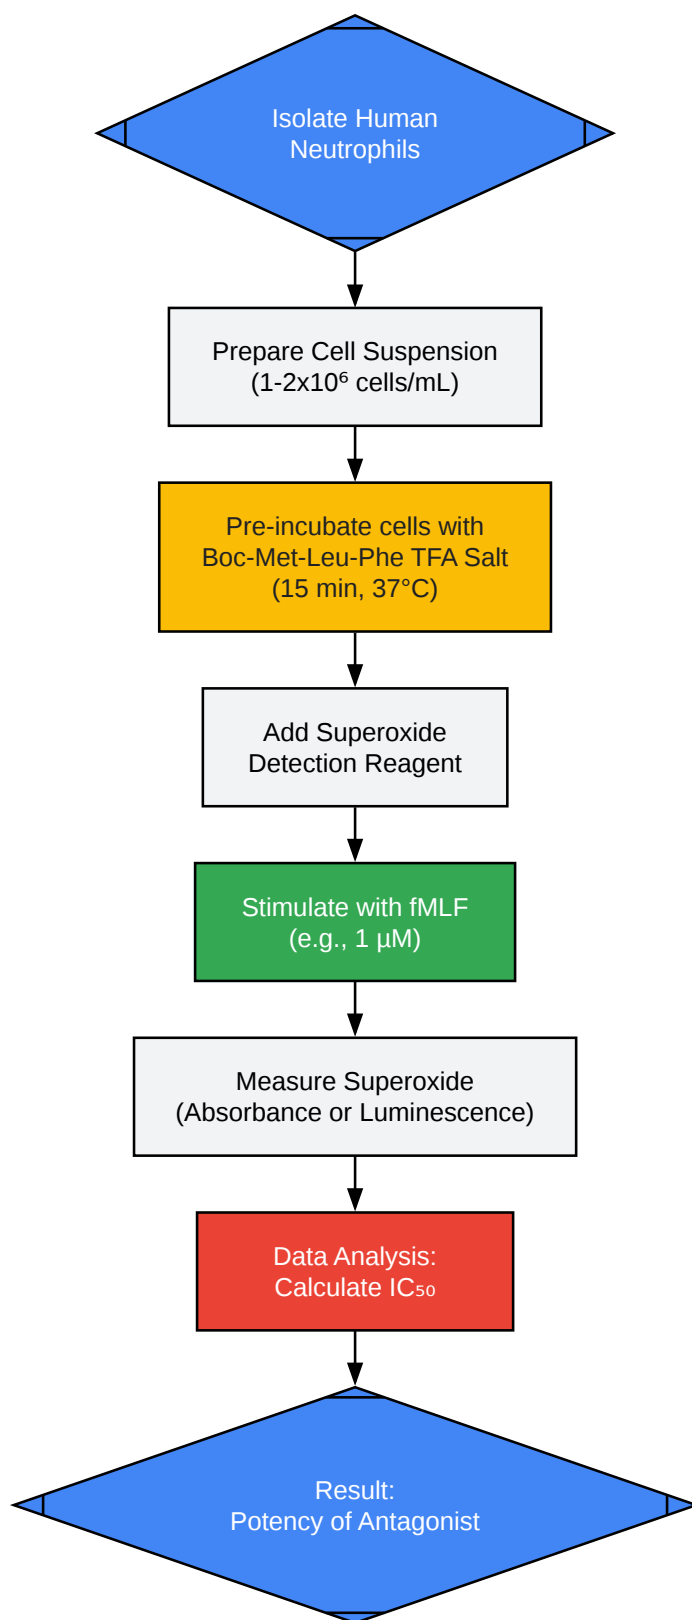 Isolate Human
Neutrophils
Prepare Cell Suspension
(1-2x10⁶ cells/mL)
Pre-incubate cells with
Boc-Met-Leu-Phe TFA Salt
(15 min, 37°C)
Add Superoxide
Detection Reagent
Stimulate with fMLF
(e.g., 1 µM)
Measure Superoxide
(Absorbance or Luminescence)
Data Analysis:
Calculate IC₅₀
Result:
Potency of Antagonist